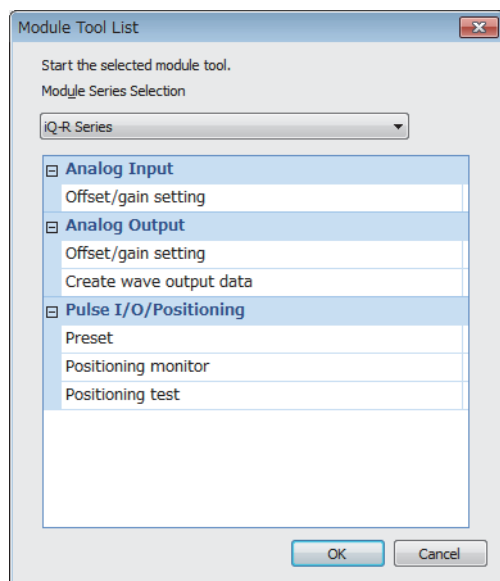 Module Tool List
Start the selected module tool.
Module Series Selection
iQ-R Series
Analog Input
Offset/gain setting
Analog Output
Offset/gain setting
Create wave output data
Pulse I/O/Positioning
Preset
Positioning monitor
Positioning test
OK
Cancel